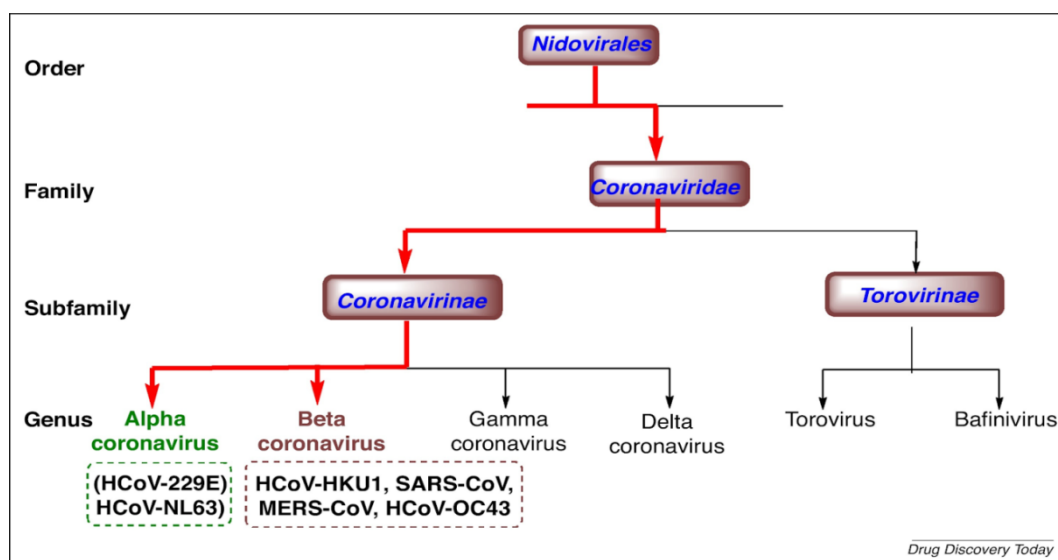 Nidovirales
Order
Coronaviridae
Family
Coronavirinae
Torovirinae
Subfamily
Genus
Alpha
coronavirus
Beta
coronavirus
Gamma
coronavirus
Delta
coronavirus
Torovirus
Bafinivirus
(HCoV-229E)
HCoV-NL63)
HCoV-HKU1, SARS-CoV,
MERS-CoV, HCoV-OC43
Drug Discovery Today